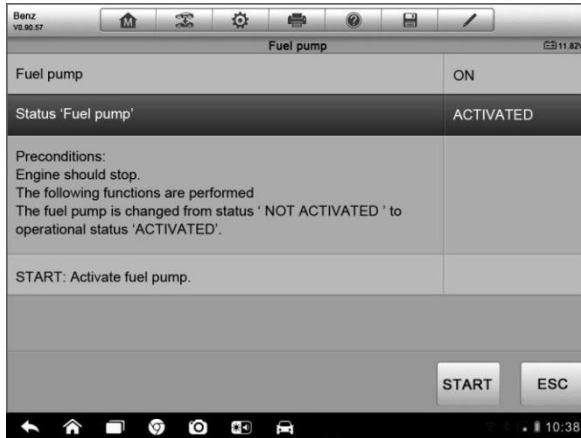 Benz
V0.90.57
Fuel pump
11.82V
Fuel pump ON
Status 'Fuel pump' ACTIVATED
Preconditions:
Engine should stop.
The following functions are performed
The fuel pump is changed from status ' NOT ACTIVATED ' to
operational status 'ACTIVATED'.
START: Activate fuel pump.
START ESC
10:38